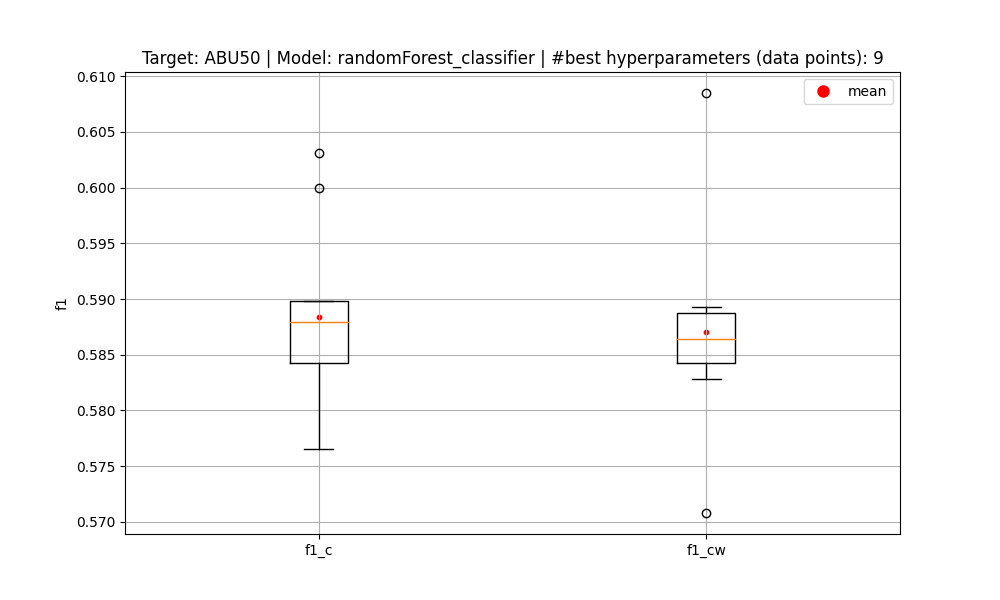 Target: ABU50 | Model: randomForest_classifier | #best hyperparameters (data points): 9
mean
f1
0.610
0.605
0.600
0.595
0.590
0.585
0.580
0.575
0.570
f1_c
f1_cw